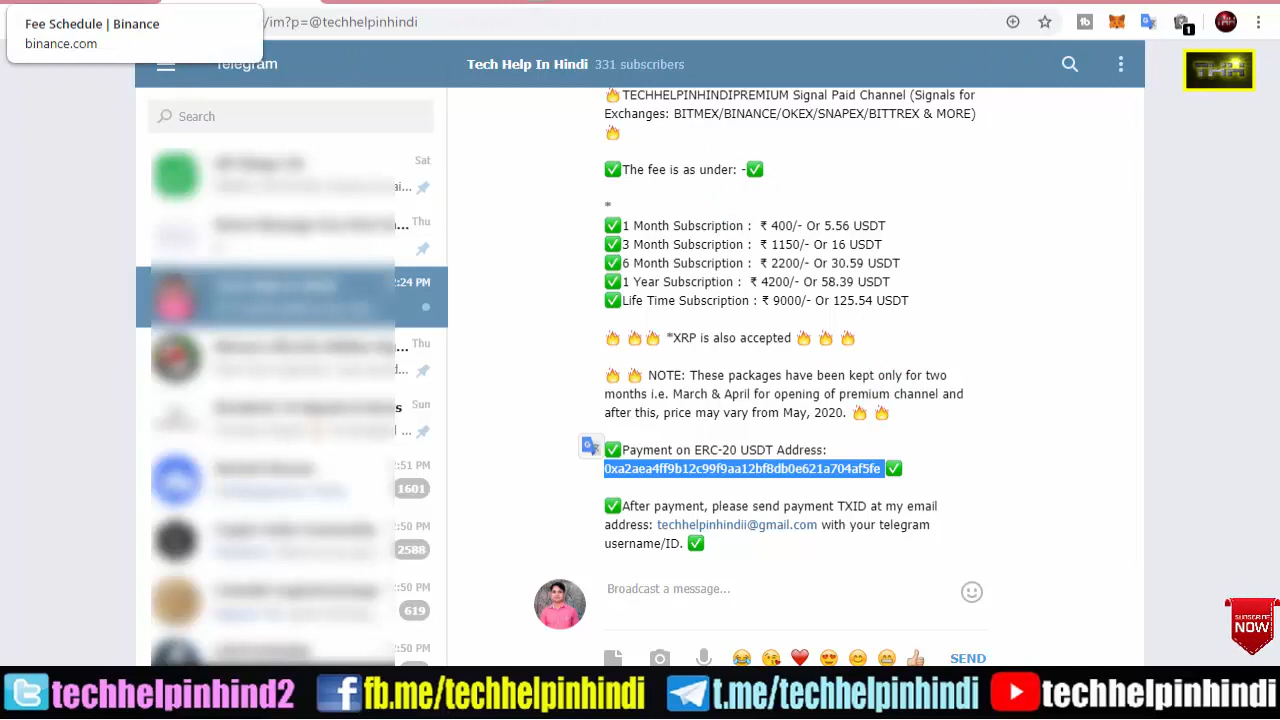 Fee Schedule | Binance
binance.com
/im?p=@techhelpinhindi
1
Telegram
Tech Help In Hindi 331 subscribers
TKH
Search
Sat
Thu
2:24 PM
Thu
Sun
2:51 PM
1601
2:50 PM
2588
2:50 PM
619
2:50 PM
🔥TECHHELPINHINDIPREMIUM Signal Paid Channel (Signals for
Exchanges: BITMEX/BINANCE/OKEX/SNAPEX/BITTREX & MORE)
🔥
✅The fee is as under: -✅
*
✅1 Month Subscription : ₹ 400/- Or 5.56 USDT
✅3 Month Subscription : ₹ 1150/- Or 16 USDT
✅6 Month Subscription : ₹ 2200/- Or 30.59 USDT
✅1 Year Subscription : ₹ 4200/- Or 58.39 USDT
✅Life Time Subscription : ₹ 9000/- Or 125.54 USDT
🔥 🔥 🔥 *XRP is also accepted 🔥 🔥 🔥
🔥 🔥 NOTE: These packages have been kept only for two
months i.e. March & April for opening of premium channel and
after this, price may vary from May, 2020. 🔥 🔥
✅Payment on ERC-20 USDT Address:
0xa2aea4ff9b12c99f9aa12bf8db0e621a704af5fe ✅
✅After payment, please send payment TXID at my email
address: techhelpinhindii@gmail.com with your telegram
username/ID. ✅
Broadcast a message...
SEND
SUBSCRIBE
NOW
techhelpinhind2
fb.me/techhelpinhindi
t.me/techhelpinhindi
techhelpinhindi